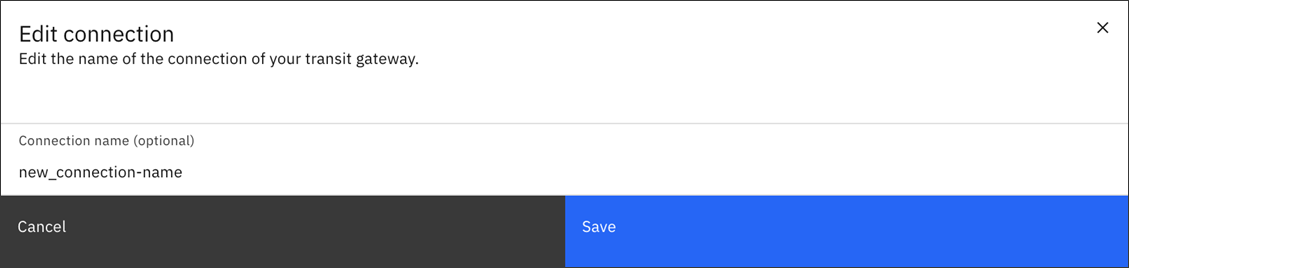 Edit connection
Edit the name of the connection of your transit gateway.
Connection name (optional)
new_connection-name
Cancel
Save